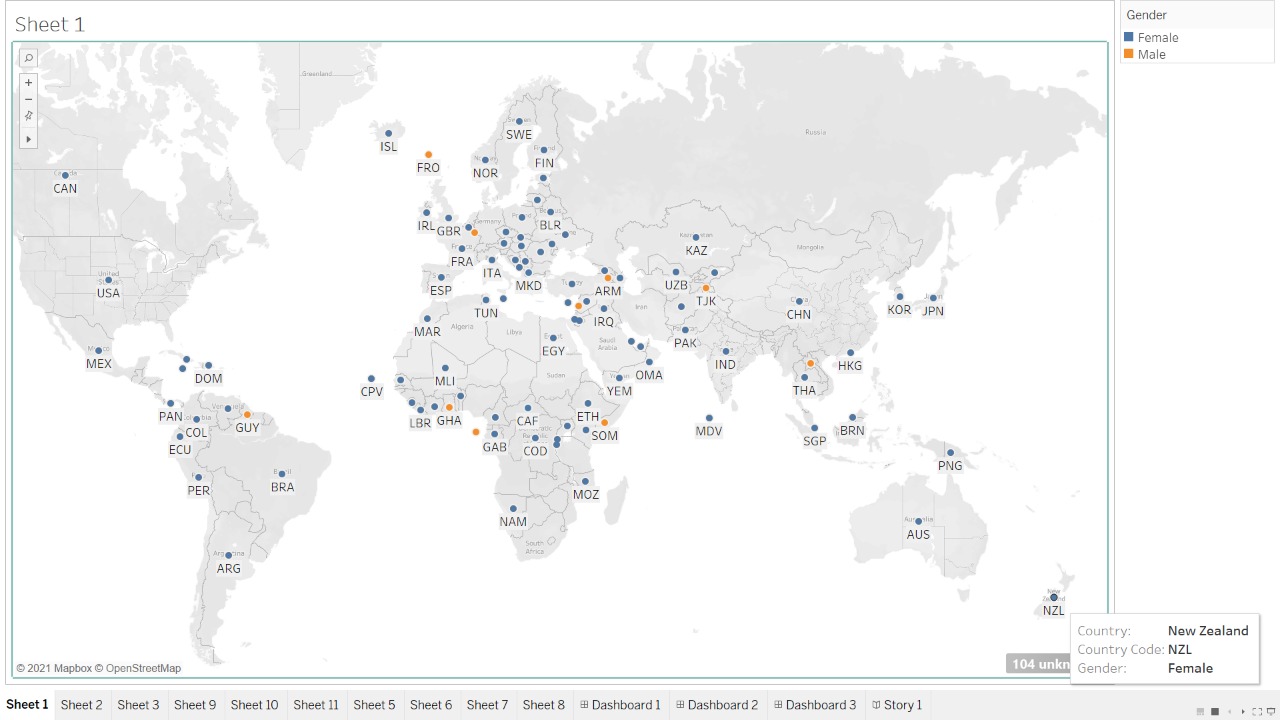 Sheet 1
Gender
Female
Male
Greenland
Russia
SWE
ISL
FRO
NOR
FIN
CAN
IRL
GBR
Germany
BLR
FRA
ITA
KAZ
Mongolia
United
USA
ESP
MKD
ARM
UZB
TJK
Iran
CHN
KOR
JPN
TUN
MAR
Algeria
Libya
IRQ
EGY
Saudi
Arabia
PAK
MEX
DOM
IND
HKG
OMA
MLI
Sudan
YEM
THA
CPV
PAN
COL
GUY
LBR
GHA
CAF
ETH
SOM
MDV
ECU
GAB
COD
SGP
BRN
PNG
PER
BRA
MOZ
NAM
AUS
South
Africa
ARG
NZL
Country: New Zealand
Country Code: NZL
Gender: Female
104 unkn
© 2021 Mapbox © OpenStreetMap
Sheet 1 Sheet 2 Sheet 3 Sheet 9 Sheet 10 Sheet 11 Sheet 5 Sheet 6 Sheet 7 Sheet 8 Dashboard 1 Dashboard 2 Dashboard 3 Story 1